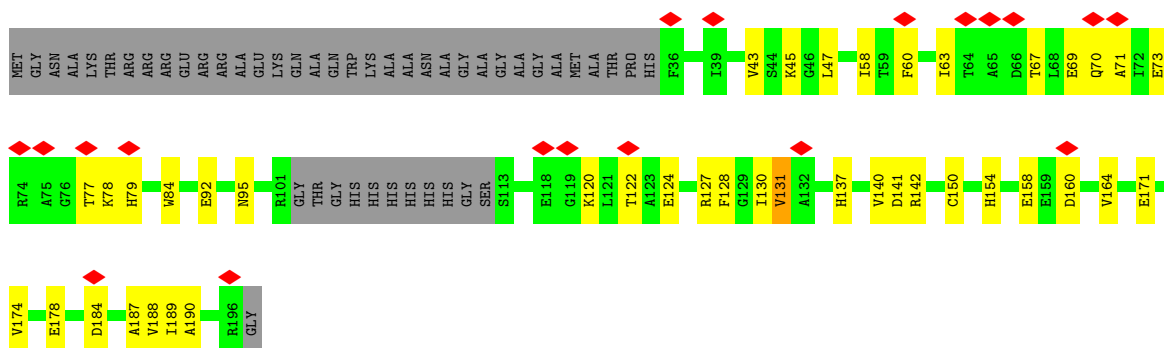 MET GLY ASN ALA LYS THR ARG ARG ARG GLU ARG ARG ALA GLU LYS GLN ALA GLN TRP LYS ALA ALA ASN ALA GLY ALA GLY ALA GLY ALA MET ALA THR PRO HIS F36 I39 V43 S44 K45 G46 L47 I58 T59 F60 I63 T64 A65 D66 T67 L68 E69 Q70 A71 I72 E73
R74 A75 G76 T77 K78 H79 W84 E92 N95 R101 GLY THR GLY HIS HIS HIS HIS HIS HIS GLY SER S113 E118 G119 K120 L121 T122 A123 E124 R127 F128 G129 I130 V131 A132 H137 V140 D141 R142 C150 H154 E158 E159 D160 V164 E171
V174 E178 D184 A187 V188 I189 A190 R196 GLY